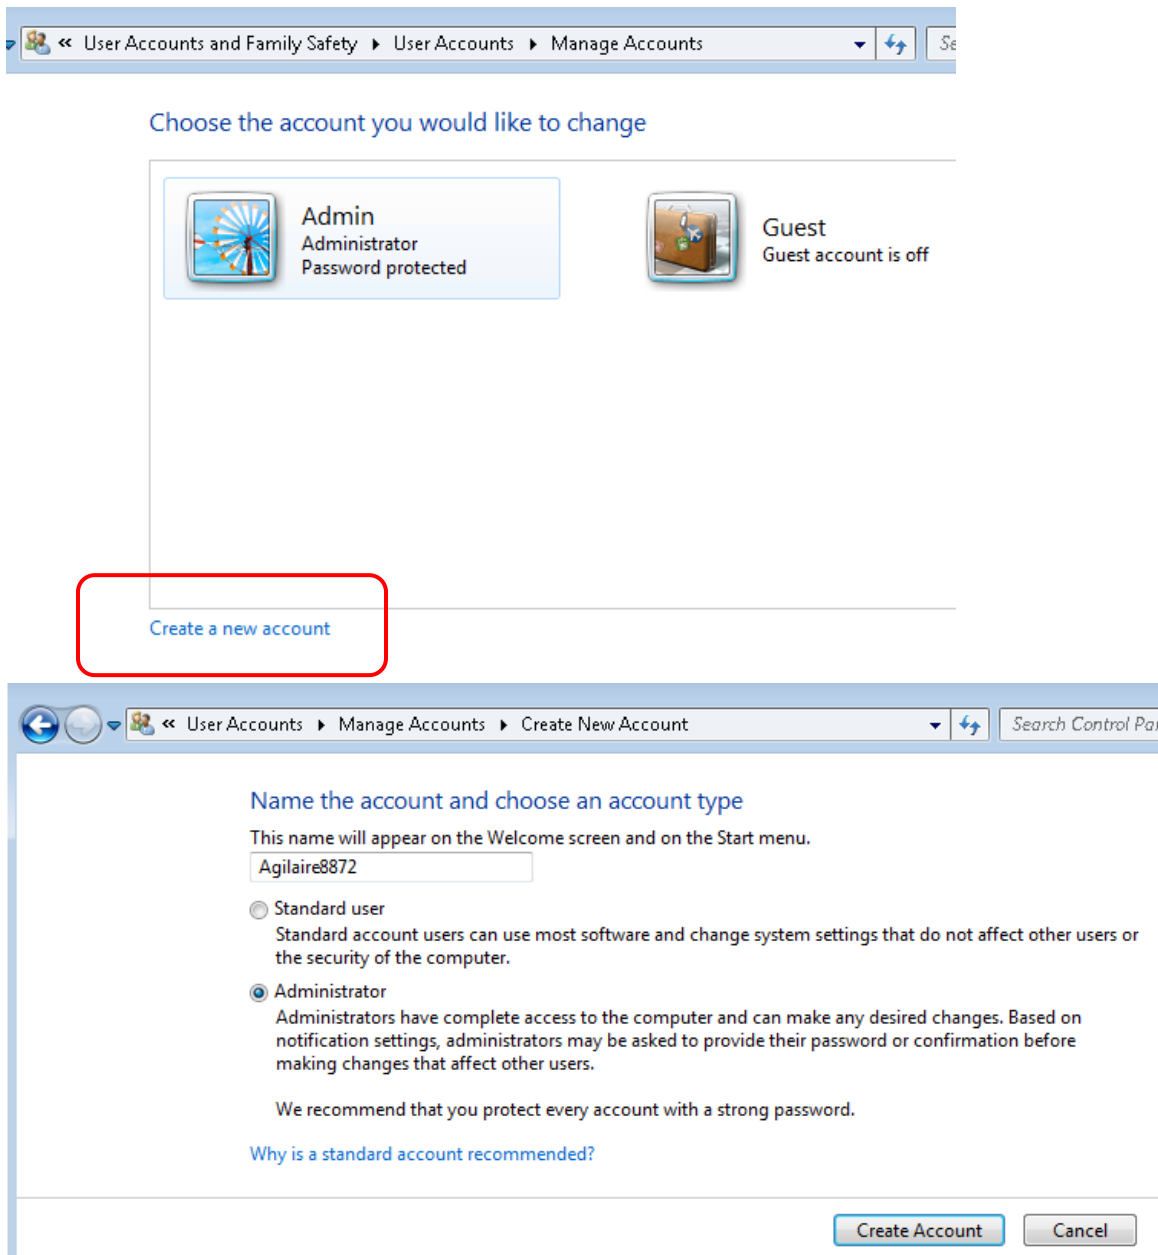 « User Accounts and Family Safety ▸ User Accounts ▸ Manage Accounts
Choose the account you would like to change
Admin
Administrator
Password protected
Guest
Guest account is off
Create a new account
« User Accounts ▸ Manage Accounts ▸ Create New Account
Search Control Pa
Name the account and choose an account type
This name will appear on the Welcome screen and on the Start menu.
Agilaire8872
Standard user
Standard account users can use most software and change system settings that do not affect other users or
the security of the computer.
Administrator
Administrators have complete access to the computer and can make any desired changes. Based on
notification settings, administrators may be asked to provide their password or confirmation before
making changes that affect other users.
We recommend that you protect every account with a strong password.
Why is a standard account recommended?
Create Account
Cancel